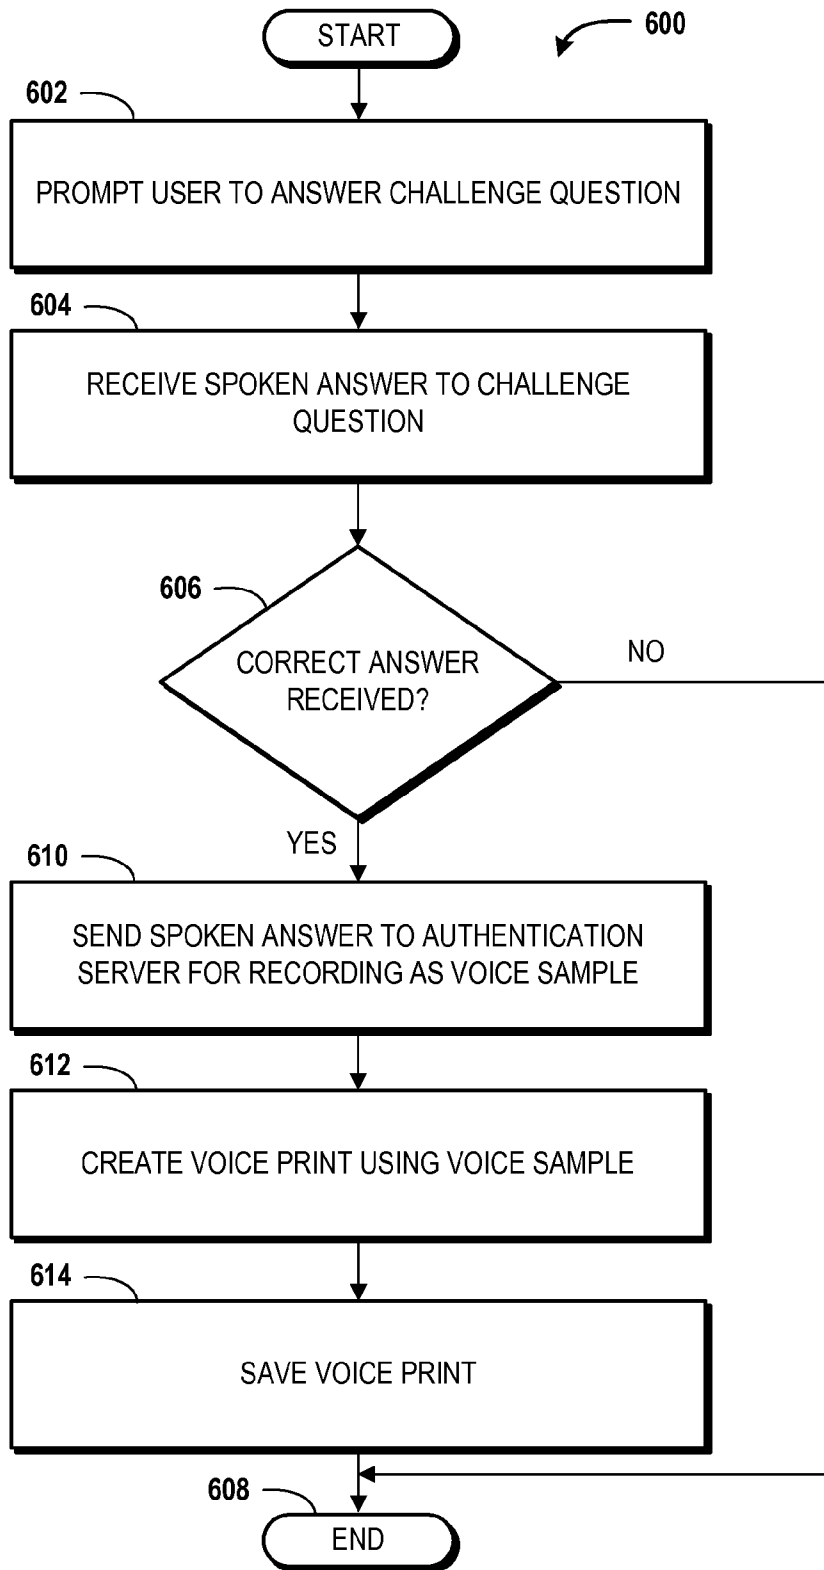 START
600
602
PROMPT USER TO ANSWER CHALLENGE QUESTION
604
RECEIVE SPOKEN ANSWER TO CHALLENGE
QUESTION
606
CORRECT ANSWER
RECEIVED?
NO
YES
610
SEND SPOKEN ANSWER TO AUTHENTICATION
SERVER FOR RECORDING AS VOICE SAMPLE
612
CREATE VOICE PRINT USING VOICE SAMPLE
614
SAVE VOICE PRINT
608
END